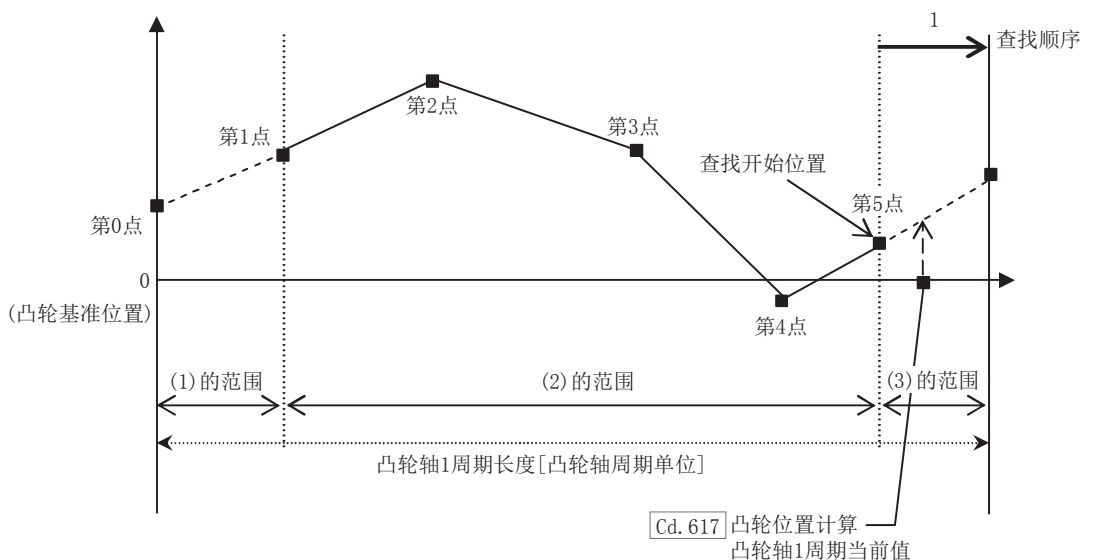 1
查找顺序
第2点
第1点
第3点
查找开始位置
第5点
第0点
0
(凸轮基准位置)
第4点
(1)的范围
(2)的范围
(3)的范围
凸轮轴1周期长度[凸轮轴周期单位]
Cd.617 凸轮位置计算
凸轮轴1周期当前值